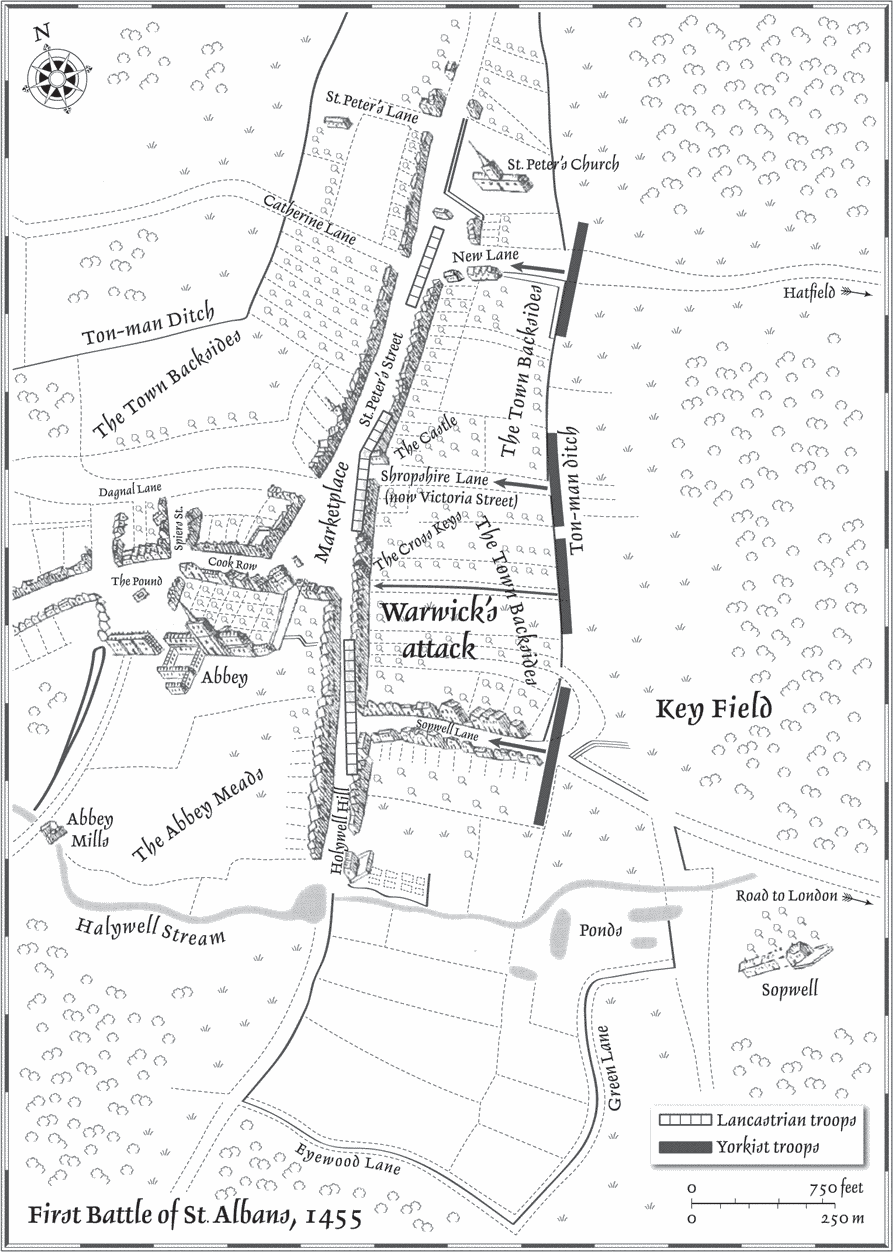 N
St. Peter's Lane
St. Peter's Church
Catherine Lane
New Lane
Hatfield
Ton-man Ditch
The Town Backsides
The Town Backsides
St. Peter's Street
The Castle
Shropshire Lane
(now Victoria Street)
Ton-man ditch
Marketplace
Dagnal Lane
Spicers St.
The Cross Keys
The Town Backsides
Cook Row
The Pound
Warwick's
attack
Abbey
Key Field
Sopwell Lane
The Abbey Meads
Abbey
Mills
Holywell Hill
Road to London
Halywell Stream
Ponds
Sopwell
Green Lane
Eyewood Lane
Lancastrian troops
Yorkist troops
0 750 feet
0 250 m
First Battle of St. Albans, 1455